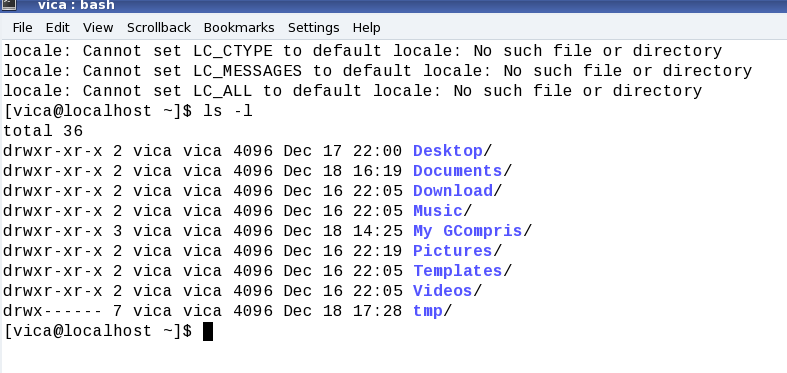 vica : bash
File Edit View Scrollback Bookmarks Settings Help
locale: Cannot set LC_CTYPE to default locale: No such file or directory
locale: Cannot set LC_MESSAGES to default locale: No such file or directory
locale: Cannot set LC_ALL to default locale: No such file or directory
[vica@localhost ~]$ ls -l
total 36
drwxr-xr-x 2 vica vica 4096 Dec 17 22:00 Desktop/
drwxr-xr-x 2 vica vica 4096 Dec 18 16:19 Documents/
drwxr-xr-x 2 vica vica 4096 Dec 16 22:05 Download/
drwxr-xr-x 2 vica vica 4096 Dec 16 22:05 Music/
drwxr-xr-x 3 vica vica 4096 Dec 18 14:25 My GCompris/
drwxr-xr-x 2 vica vica 4096 Dec 16 22:19 Pictures/
drwxr-xr-x 2 vica vica 4096 Dec 16 22:05 Templates/
drwxr-xr-x 2 vica vica 4096 Dec 16 22:05 Videos/
drwx------ 7 vica vica 4096 Dec 18 17:28 tmp/
[vica@localhost ~]$